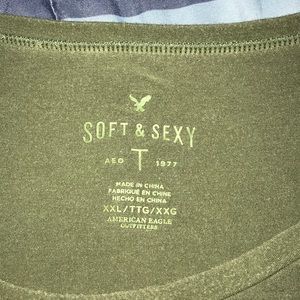 SOFT & SEXY
AEO T 1977
MADE IN CHINA
FABRIQUÉ EN CHINE
HECHO EN CHINA
XXL/TTG/XXG
AMERICAN EAGLE
OUTFITTERS